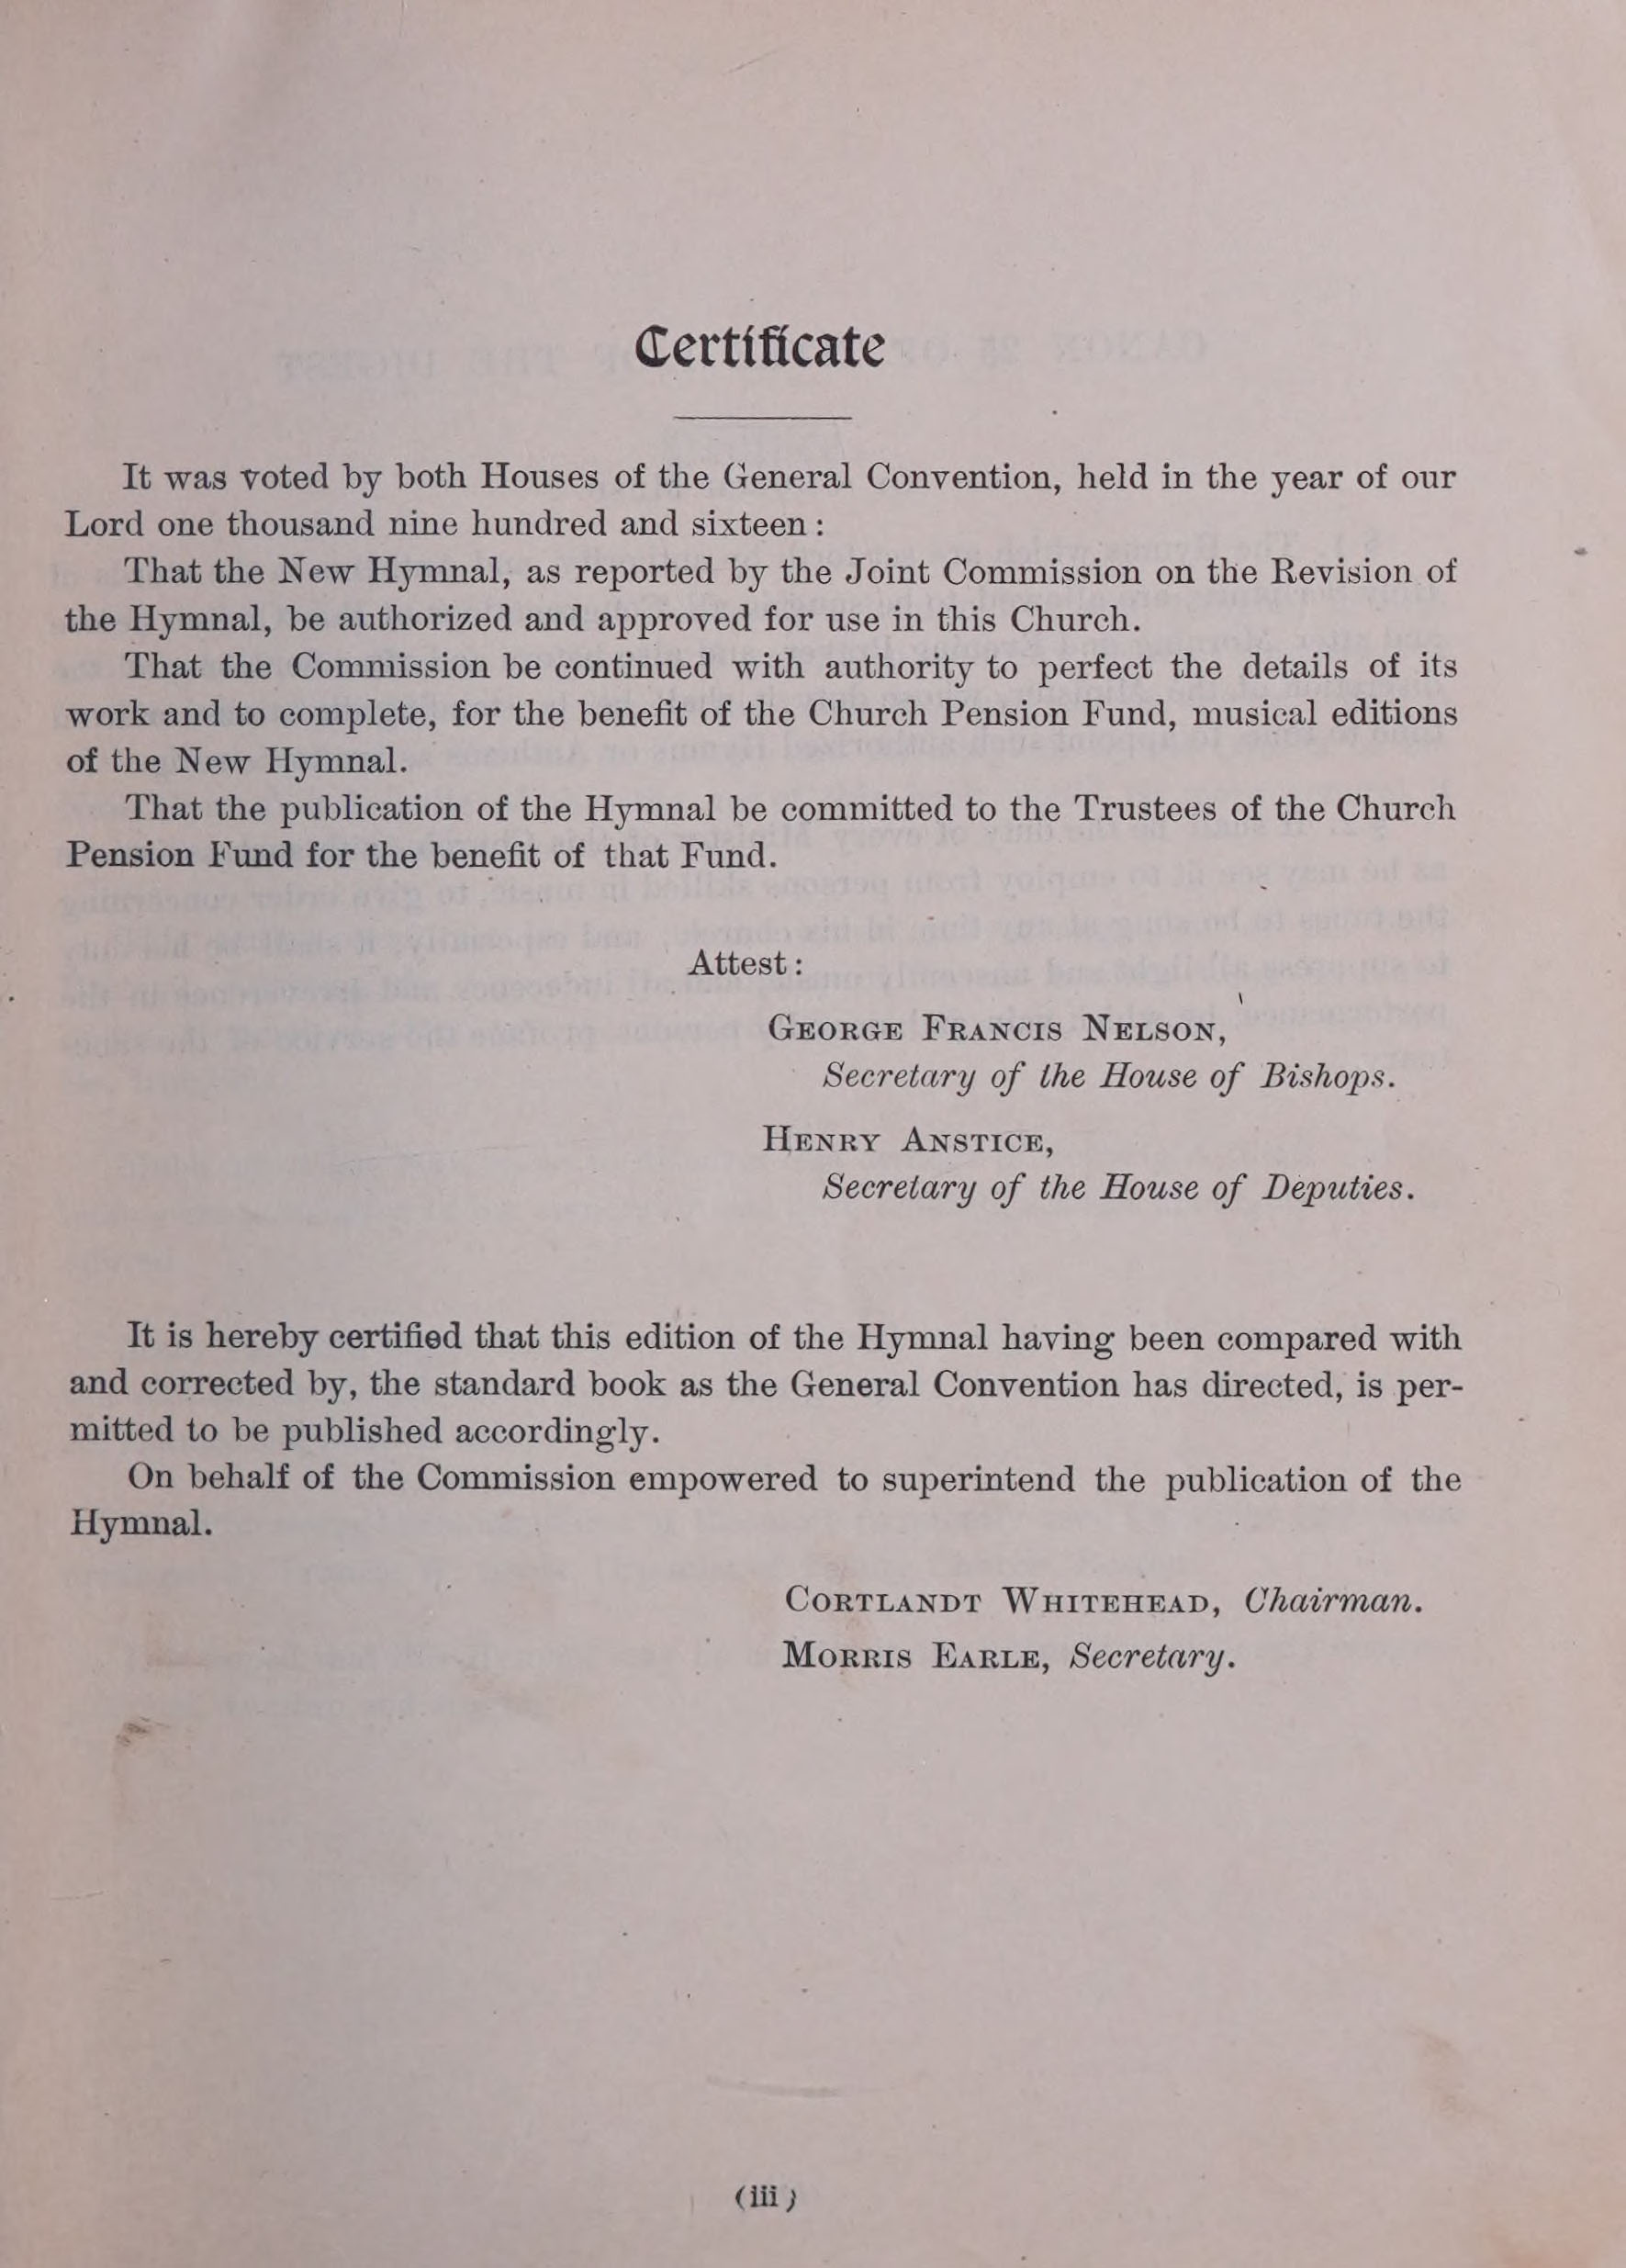 Certificate
It was voted by both Houses of the General Convention, held in the year of our
Lord one thousand nine hundred and sixteen:
That the New Hymnal, as reported by the Joint Commission on the Revision of
the Hymnal, be authorized and approved for use in this Church.
That the Commission be continued with authority to perfect the details of its
work and to complete, for the benefit of the Church Pension Fund, musical editions
of the New Hymnal.
That the publication of the Hymnal be committed to the Trustees of the Church
Pension Fund for the benefit of that Fund.
Attest:
GEORGE FRANCIS NELSON,
Secretary of the House of Bishops.
HENRY ANSTICE,
Secretary of the House of Deputies.
It is hereby certified that this edition of the Hymnal having been compared with
and corrected by, the standard book as the General Convention has directed, is per-
mitted to be published accordingly.
On behalf of the Commission empowered to superintend the publication of the
Hymnal.
CORTLANDT WHITEHEAD, Chairman.
MORRIS EARLE, Secretary.
(iii)